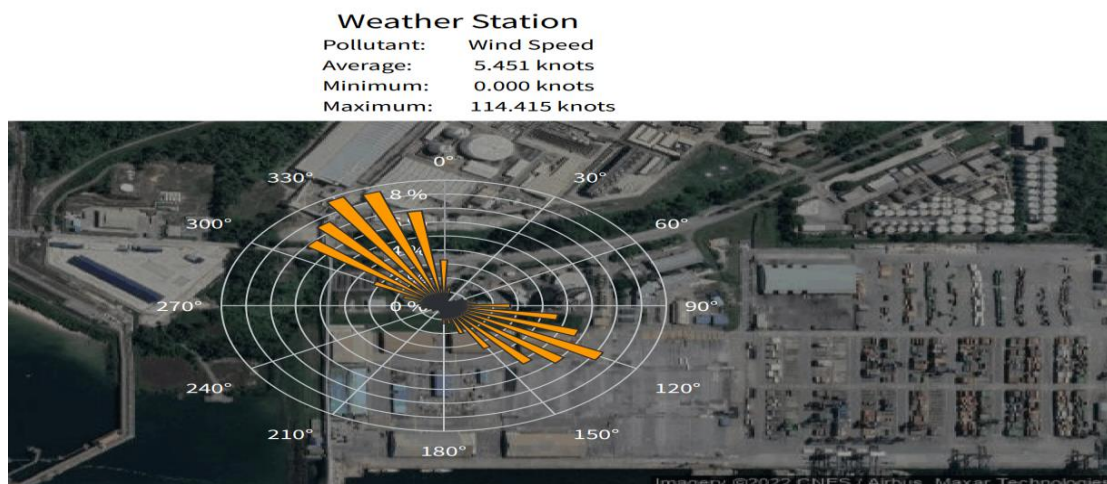 Weather Station
Pollutant: Wind Speed
Average: 5.451 knots
Minimum: 0.000 knots
Maximum: 114.415 knots
0°
330° 30°
8 %
300° 60°
270° 0 % 90°
240° 120°
210° 150°
180°
Imagery ©2022 CNES / Airbus, Maxar Technologies